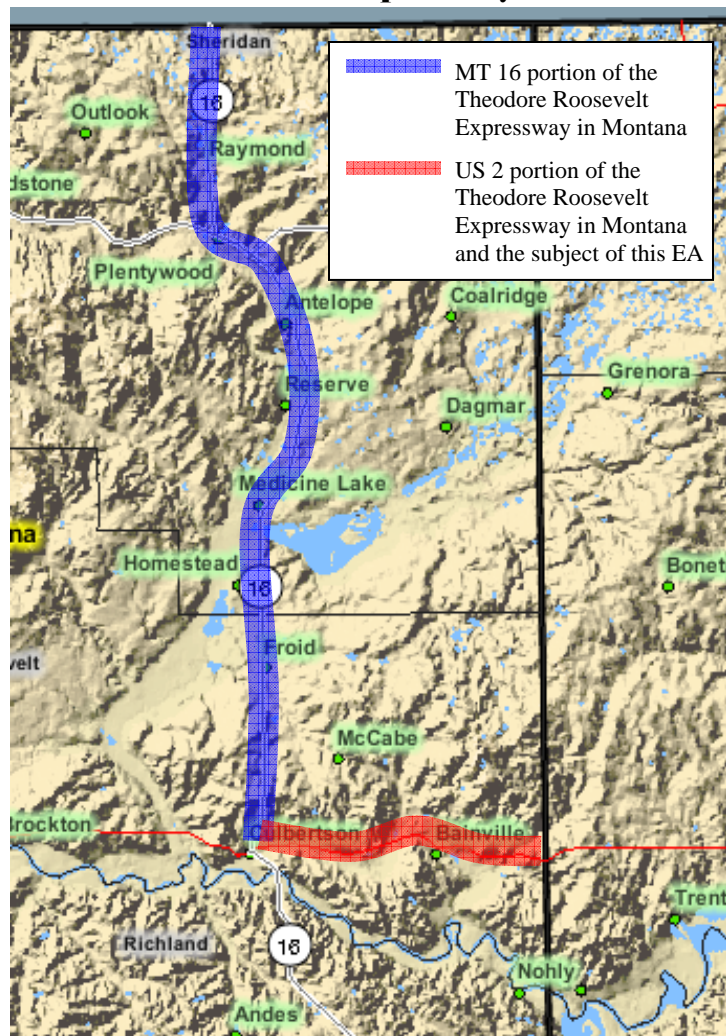 Sheridan
MT 16 portion of the
Theodore Roosevelt
Expressway in Montana
US 2 portion of the
Theodore Roosevelt
Expressway in Montana
and the subject of this EA
16
Outlook
Raymond
dstone
Plentywood
Antelope
Coalridge
Reserve
Grenora
Dagmar
Medicine Lake
na
Homestead
16
Bonet
Froid
velt
McCabe
Brockton
Culbertson
Bainville
Trent
Richland
16
Nohly
Andes